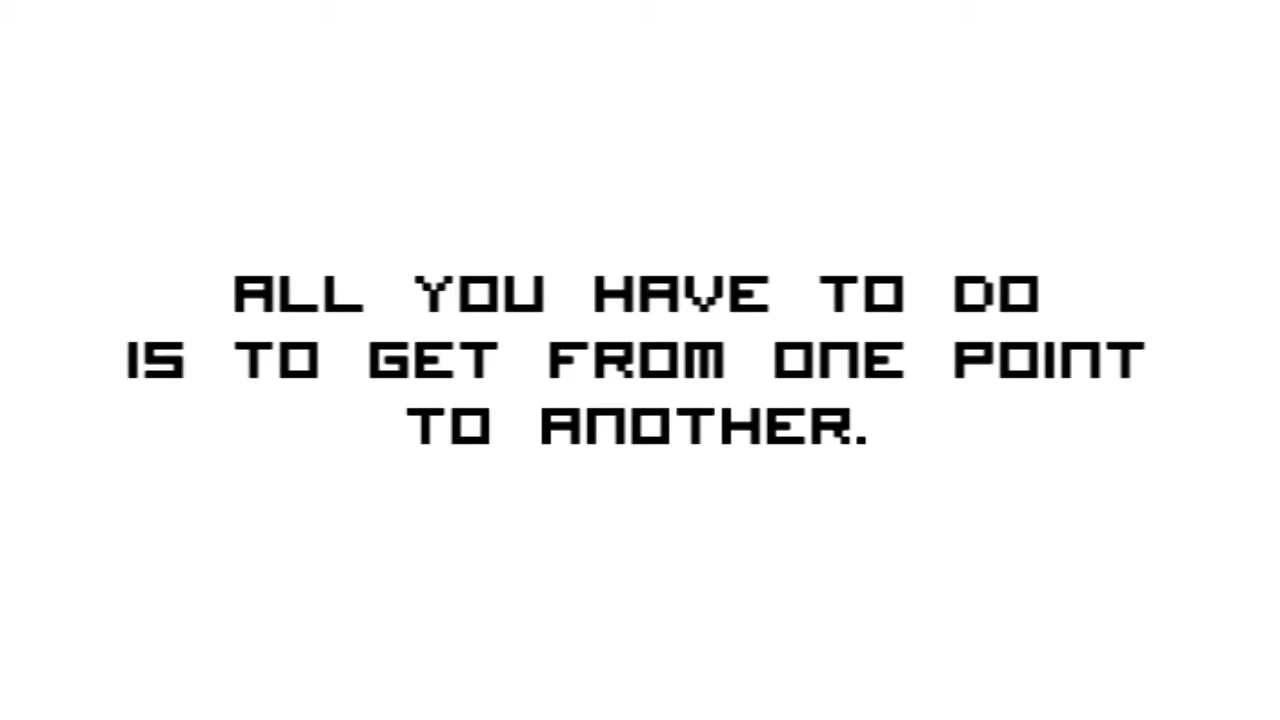 ALL YOU HAVE TO DO
IS TO GET FROM ONE POINT
TO ANOTHER.